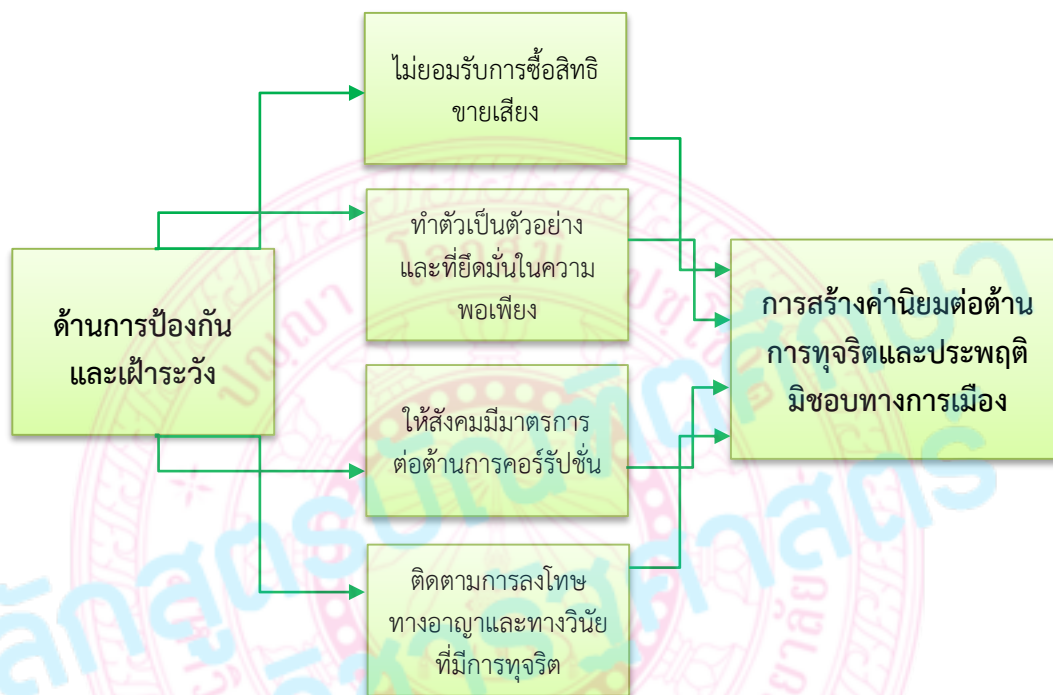 ไม่ยอมรับการซื้อสิทธิ
ขายเสียง
ทำตัวเป็นตัวอย่าง
และที่ยึดมั่นในความ
พอเพียง
ด้านการป้องกัน
และเฝ้าระวัง
ให้สังคมมีมาตรการ
ต่อต้านการคอร์รัปชั่น
ติดตามการลงโทษ
ทางอาญาและทางวินัย
ที่มีการทุจริต
การสร้างค่านิยมต่อต้าน
การทุจริตและประพฤติ
มิชอบทางการเมือง